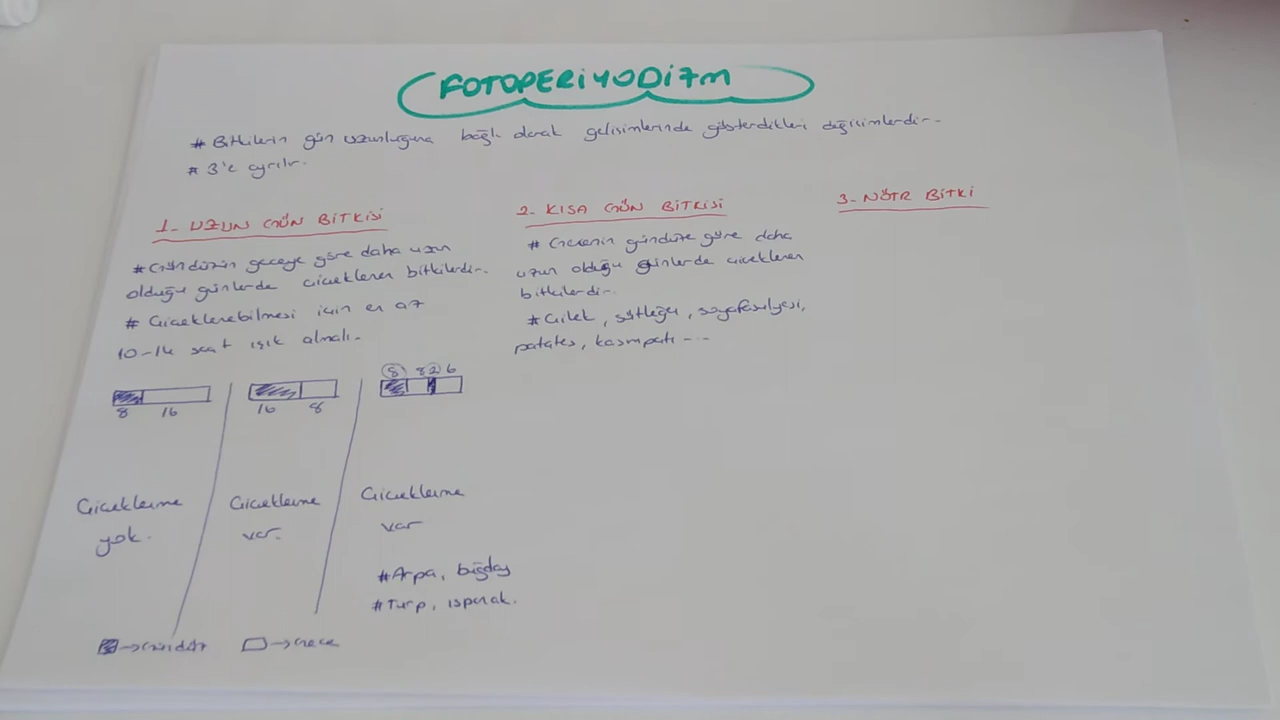 FOTOPERİYODİZM
# Bitkilerin gün uzunluğuna bağlı olarak gelişimlerinde gösterdikleri değişimlerdir.
# 3'e ayrılır.
1- UZUN GÜN BİTKİSİ
# Gündüzün geceye göre daha uzun
olduğu günlerde çiçeklenen bitkilerdir.
# Çiçeklenebilmesi için en az
10-14 saat ışık almalı.
8 16
16 8
8 8 2 6
Çiçeklenme
yok.
Çiçeklenme
var.
Çiçeklenme
var
# Arpa, buğday
# Turp, ıspanak.
→ Gündüz → Gece
2- KISA GÜN BİTKİSİ
# Gecenin gündüze göre daha
uzun olduğu günlerde çiçeklenen
bitkilerdir.
# Çilek, sütleğen, soyafasulyesi,
patates, kasımpatı ---
3- NÖTR BİTKİ